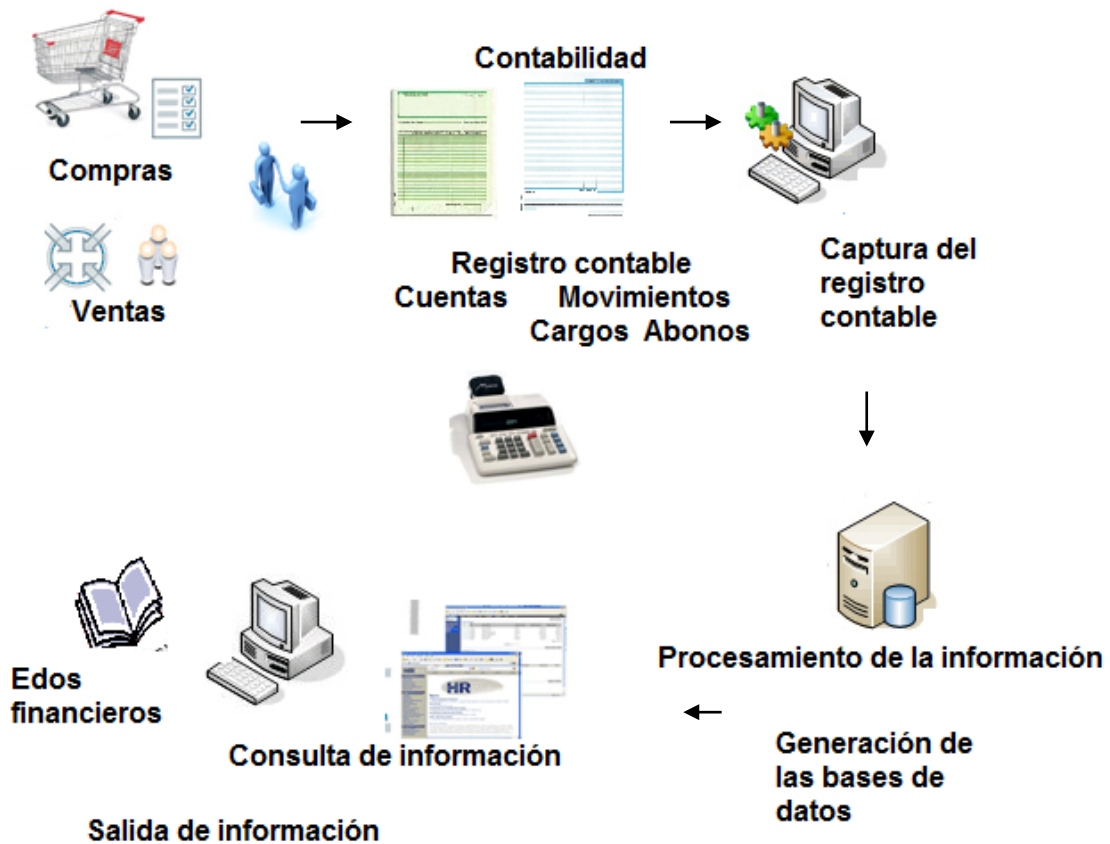 Compras
Ventas
Contabilidad
Registro contable
Cuentas Movimientos
Cargos Abonos
Captura del
registro
contable
Procesamiento de la información
Generación de
las bases de
datos
HR
Consulta de información
Edos
financieros
Salida de información